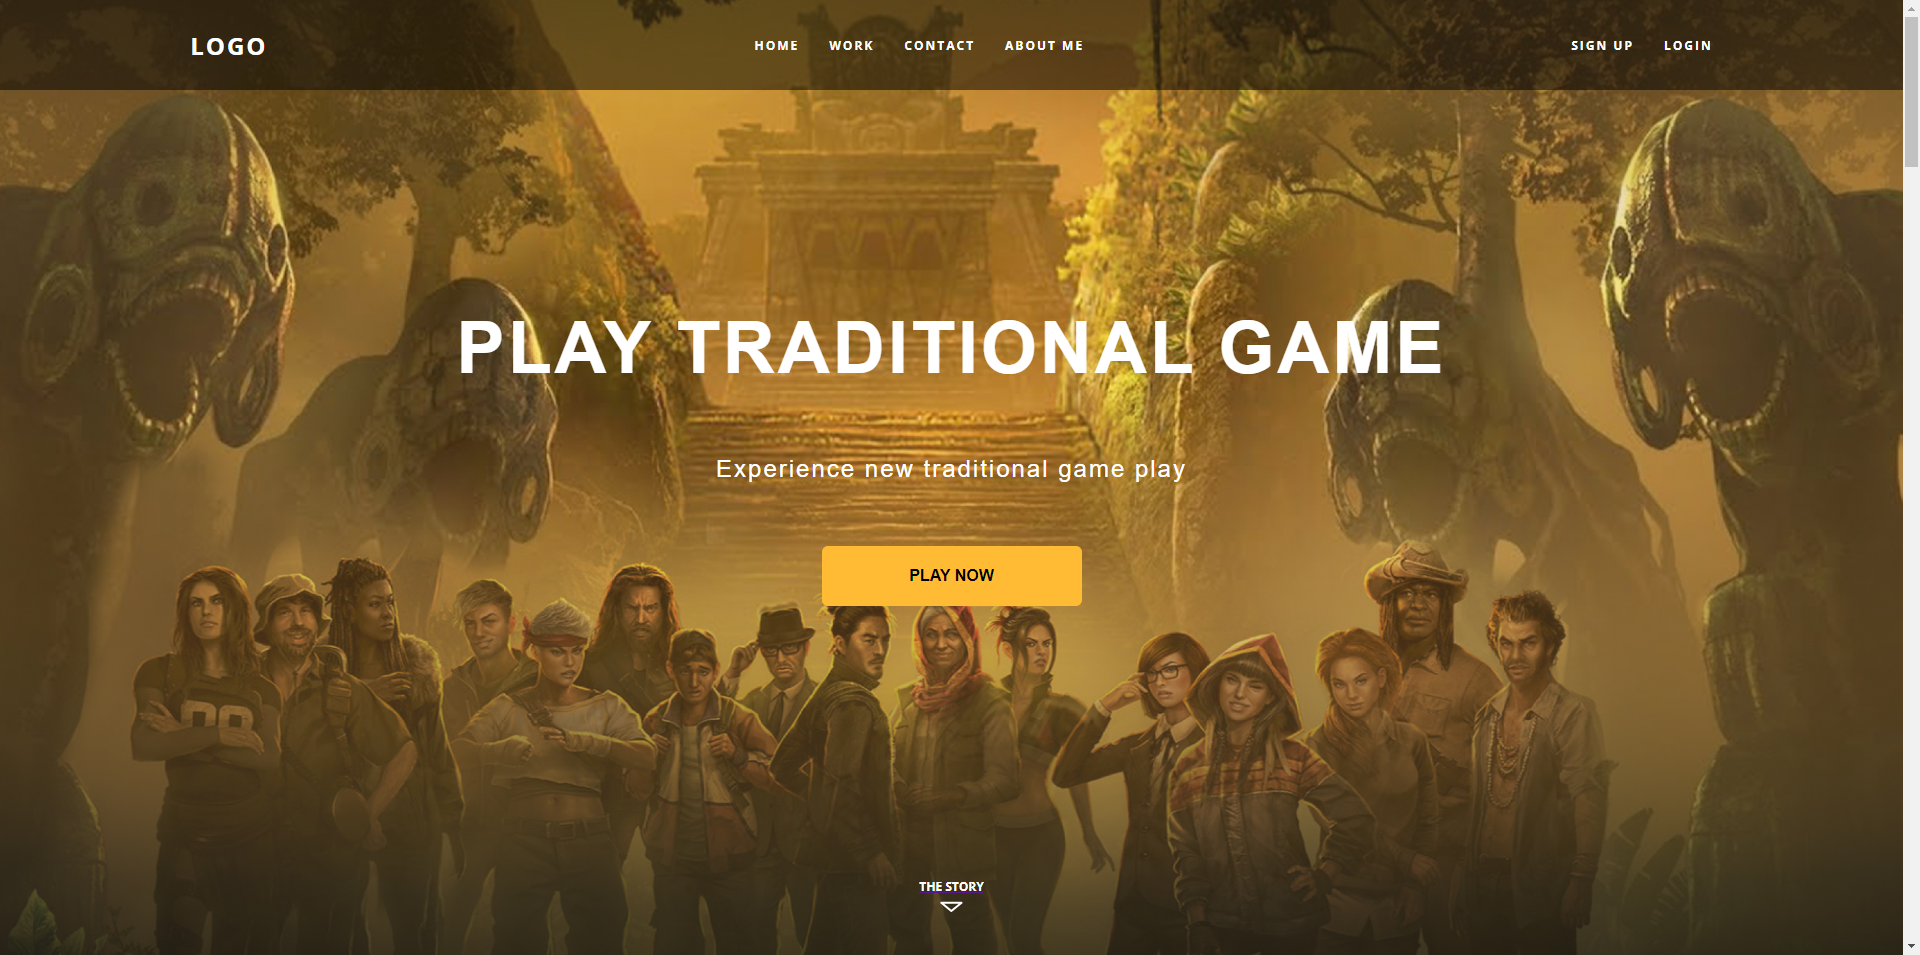 LOGO
HOME WORK CONTACT ABOUT ME
SIGN UP LOGIN
PLAY TRADITIONAL GAME
Experience new traditional game play
PLAY NOW
THE STORY